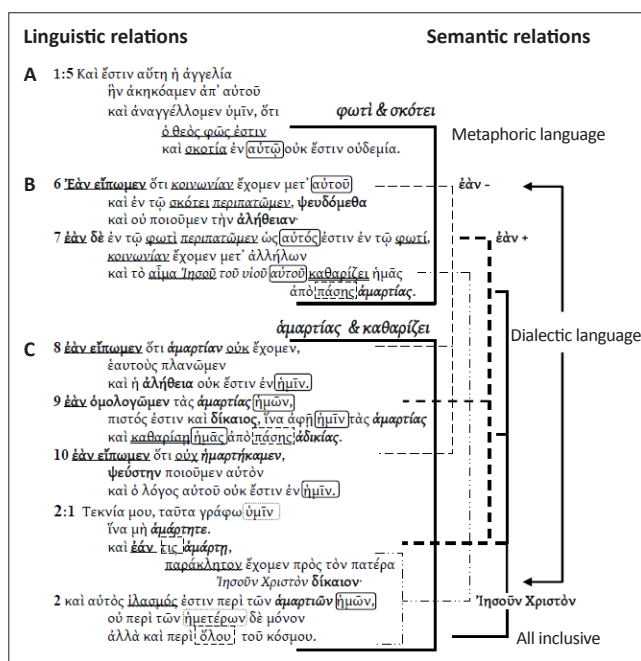 Linguistic relations Semantic relations
A 1:5 Καὶ ἔστιν αὕτη ἡ ἀγγελία
ἣν ἀκηκόαμεν ἀπ᾽ αὐτοῦ
καὶ ἀναγγέλλομεν ὑμῖν, ὅτι φωτὶ & σκότει
ὁ θεὸς φῶς ἐστιν Metaphoric language
καὶ σκοτία ἐν αὐτῷ οὐκ ἔστιν οὐδεμία.
B 6 Ἐὰν εἴπωμεν ὅτι κοινωνίαν ἔχομεν μετ᾽ αὐτοῦ ἐὰν -
καὶ ἐν τῷ σκότει περιπατῶμεν, ψευδόμεθα
καὶ οὐ ποιοῦμεν τὴν ἀλήθειαν·
7 ἐὰν δὲ ἐν τῷ φωτὶ περιπατῶμεν ὡς αὐτός ἐστιν ἐν τῷ φωτί, ἐὰν +
κοινωνίαν ἔχομεν μετ᾽ ἀλλήλων
καὶ τὸ αἷμα Ἰησοῦ τοῦ υἱοῦ αὐτοῦ καθαρίζει ἡμᾶς
ἀπὸ πάσης ἁμαρτίας.
ἁμαρτίας & καθαρίζει Dialectic language
C 8 ἐὰν εἴπωμεν ὅτι ἁμαρτίαν οὐκ ἔχομεν,
ἑαυτοὺς πλανῶμεν
καὶ ἡ ἀλήθεια οὐκ ἔστιν ἐν ἡμῖν.
9 ἐὰν ὁμολογῶμεν τὰς ἁμαρτίας ἡμῶν,
πιστός ἐστιν καὶ δίκαιος, ἵνα ἀφῇ ἡμῖν τὰς ἁμαρτίας
καὶ καθαρίσῃ ἡμᾶς ἀπὸ πάσης ἀδικίας.
10 ἐὰν εἴπωμεν ὅτι οὐχ ἡμαρτήκαμεν,
ψεύστην ποιοῦμεν αὐτὸν
καὶ ὁ λόγος αὐτοῦ οὐκ ἔστιν ἐν ἡμῖν.
2:1 Τεκνία μου, ταῦτα γράφω ὑμῖν
ἵνα μὴ ἁμάρτητε.
καὶ ἐάν τις ἁμάρτῃ,
παράκλητον ἔχομεν πρὸς τὸν πατέρα
Ἰησοῦν Χριστὸν δίκαιον·
2 καὶ αὐτὸς ἱλασμός ἐστιν περὶ τῶν ἁμαρτιῶν ἡμῶν, Ἰησοῦν Χριστὸν
οὐ περὶ τῶν ἡμετέρων δὲ μόνον
ἀλλὰ καὶ περὶ ὅλου τοῦ κόσμου. All inclusive